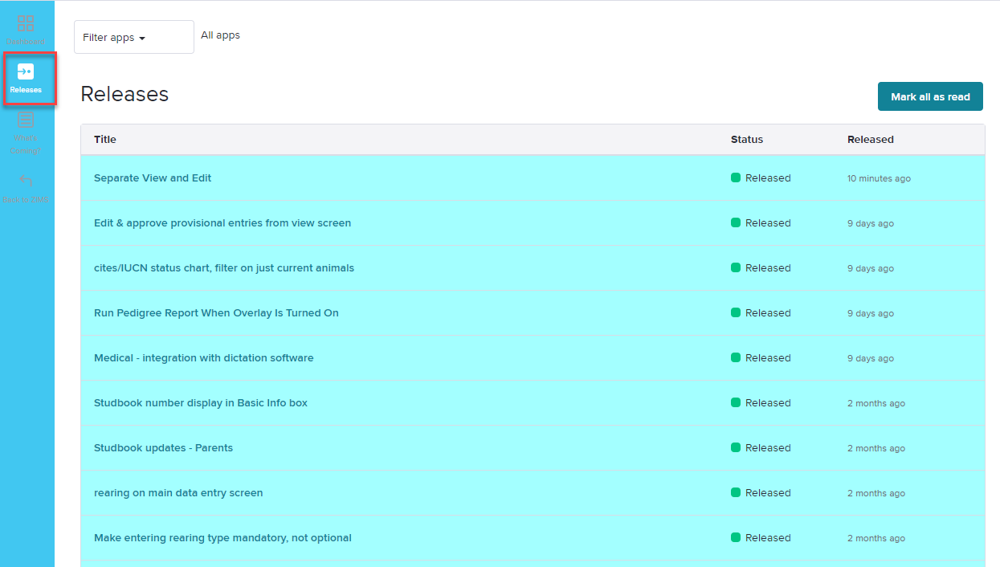 Dashboard
Releases
What's
Coming?
Back to ZIMS
Filter apps
All apps
Releases
Mark all as read
Title Status Released
Separate View and Edit Released 10 minutes ago
Edit & approve provisional entries from view screen Released 9 days ago
cites/IUCN status chart, filter on just current animals Released 9 days ago
Run Pedigree Report When Overlay Is Turned On Released 9 days ago
Medical - integration with dictation software Released 9 days ago
Studbook number display in Basic Info box Released 2 months ago
Studbook updates - Parents Released 2 months ago
rearing on main data entry screen Released 2 months ago
Make entering rearing type mandatory, not optional Released 2 months ago